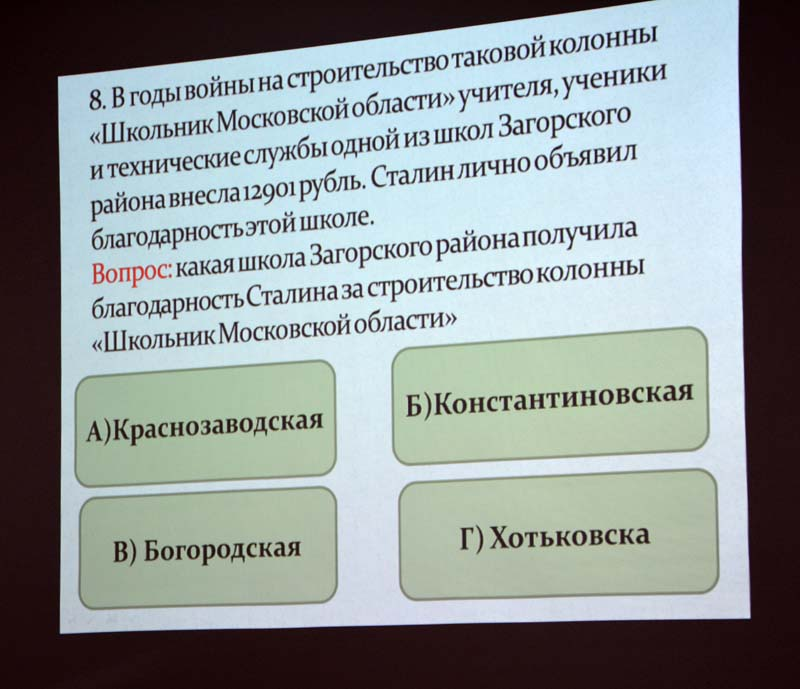 8. В годы войны на строительство таковой колонны
«Школьник Московской области» учителя, ученики
и технические службы одной из школ Загорского
района внесла 12901 рубль. Сталин лично объявил
благодарность этой школе.
Вопрос: какая школа Загорского района получила
благодарность Сталина за строительство колонны
«Школьник Московской области»
А)Краснозаводская
Б)Константиновская
В) Богородская
Г) Хотьковска